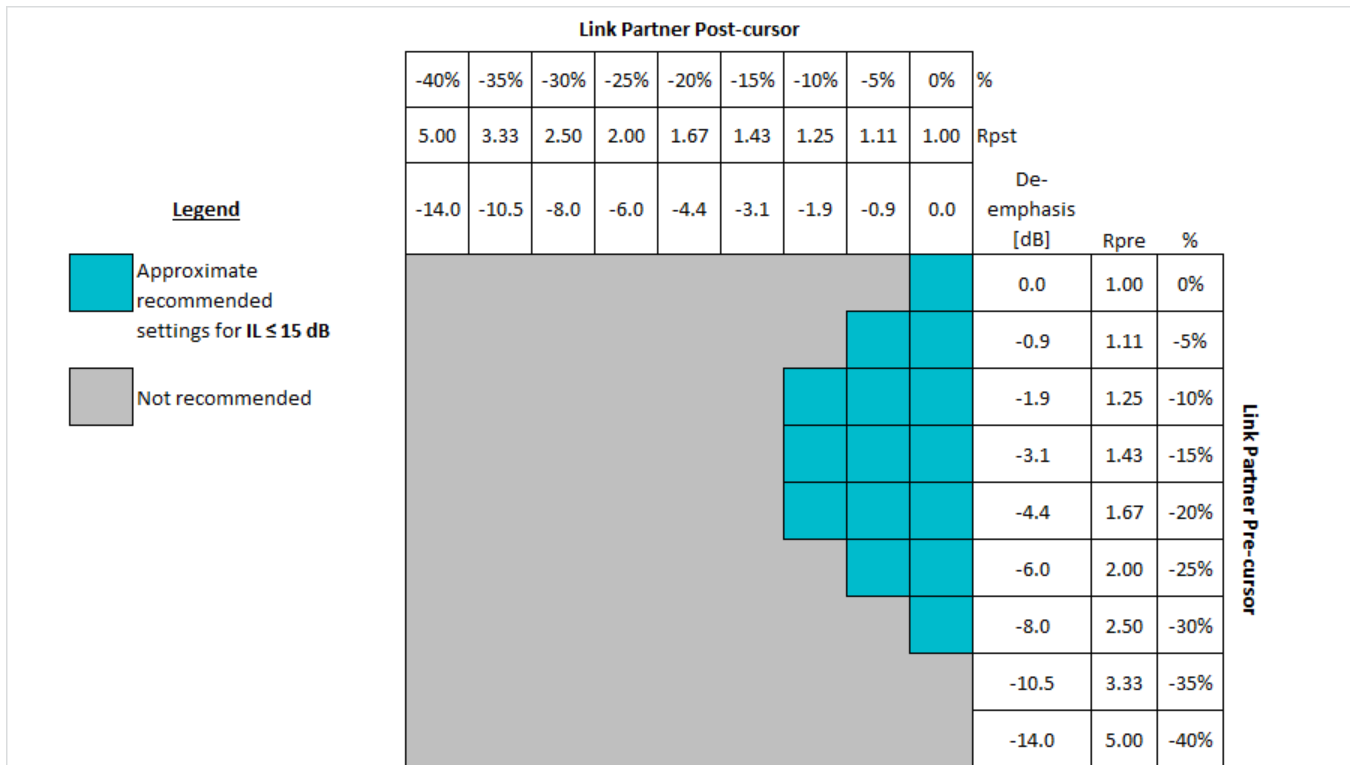 Link Partner Post-cursor
-40% -35% -30% -25% -20% -15% -10% -5% 0% %
5.00 3.33 2.50 2.00 1.67 1.43 1.25 1.11 1.00 Rpst
-14.0 -10.5 -8.0 -6.0 -4.4 -3.1 -1.9 -0.9 0.0
De-
emphasis
[dB] Rpre %
Legend
Approximate
recommended
settings for IL ≤ 15 dB
Not recommended
0.0 1.00 0%
-0.9 1.11 -5%
-1.9 1.25 -10%
-3.1 1.43 -15%
-4.4 1.67 -20%
-6.0 2.00 -25%
-8.0 2.50 -30%
-10.5 3.33 -35%
-14.0 5.00 -40%
Link Partner Pre-cursor